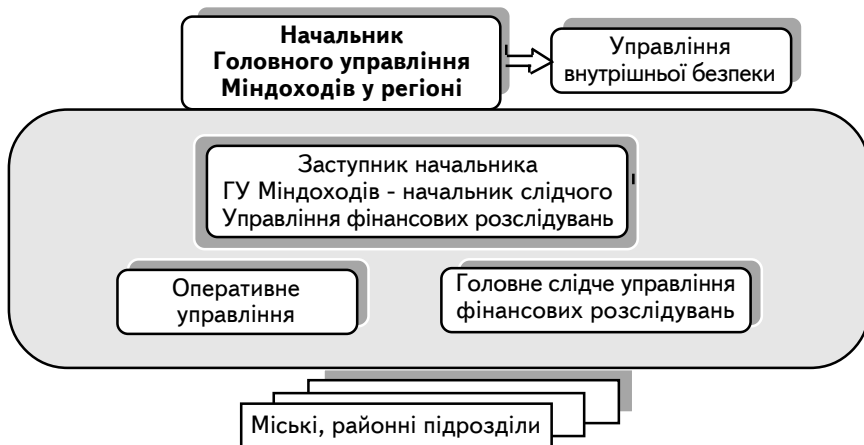 Начальник
Головного управління
Міндоходів у регіоні
Управління
внутрішньої безпеки
Заступник начальника
ГУ Міндоходів - начальник слідчого
Управління фінансових розслідувань
Оперативне
управління
Головне слідче управління
фінансових розслідувань
Міські, районні підрозділи